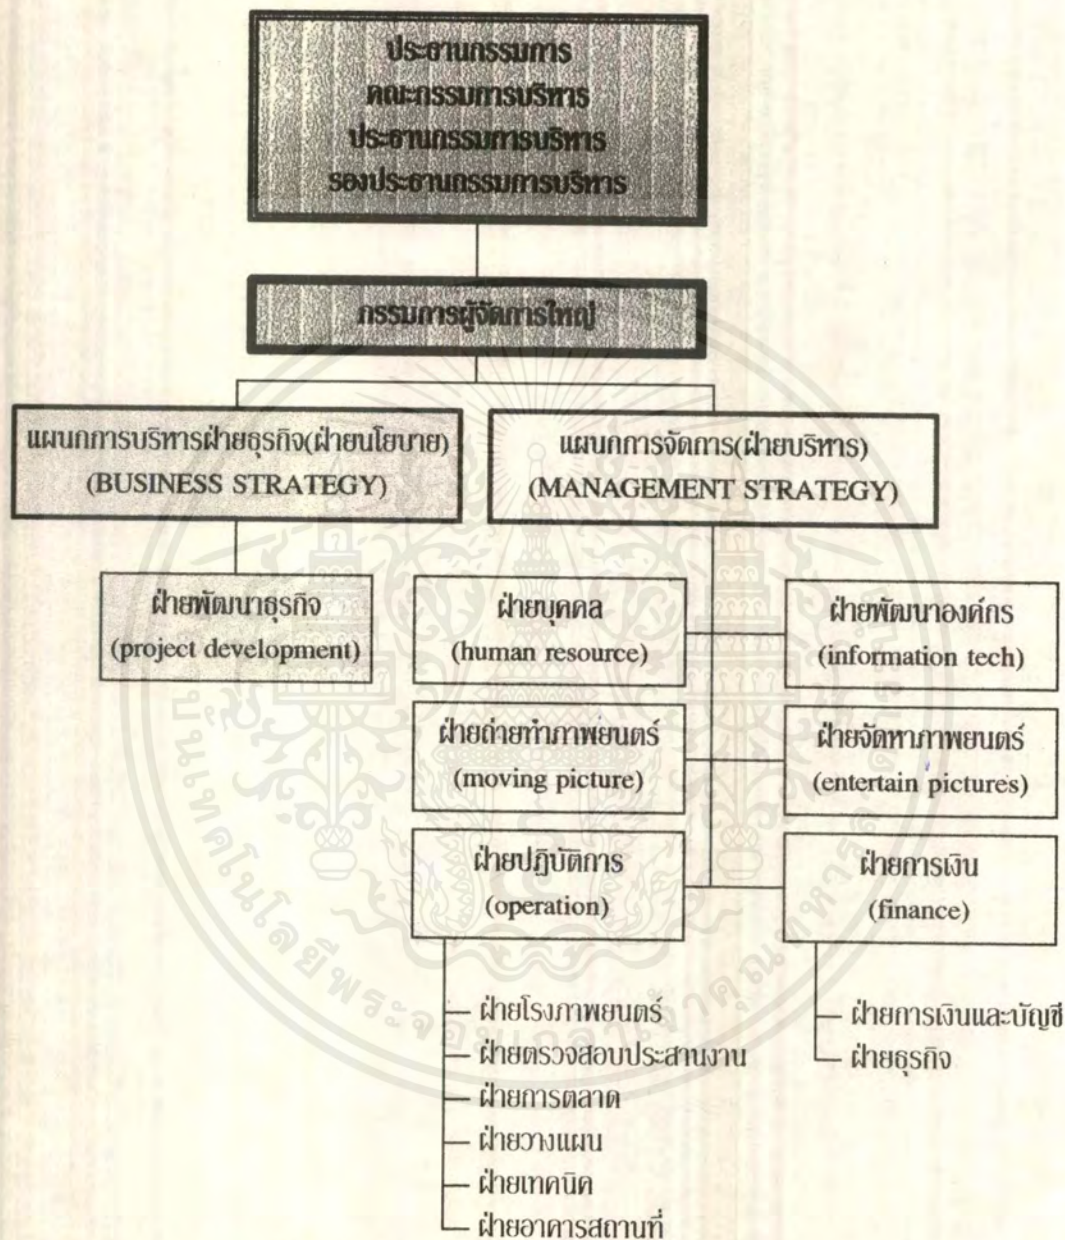 ประธานกรรมการ
คณะกรรมการบริหาร
ประธานกรรมการบริหาร
รองประธานกรรมการบริหาร
กรรมการผู้จัดการใหญ่
แผนกการบริหารฝ่ายธุรกิจ(ฝ่ายนโยบาย)
(BUSINESS STRATEGY)
แผนกการจัดการ(ฝ่ายบริหาร)
(MANAGEMENT STRATEGY)
ฝ่ายพัฒนาธุรกิจ
(project development)
ฝ่ายบุคคล
(human resource)
ฝ่ายพัฒนาองค์กร
(information tech)
ฝ่ายถ่ายทำภาพยนตร์
(moving picture)
ฝ่ายจัดหาภาพยนตร์
(entertain pictures)
ฝ่ายปฏิบัติการ
(operation)
ฝ่ายการเงิน
(finance)
ฝ่ายโรงภาพยนตร์
ฝ่ายตรวจสอบประสานงาน
ฝ่ายการตลาด
ฝ่ายวางแผน
ฝ่ายเทคนิค
ฝ่ายอาคารสถานที่
ฝ่ายการเงินและบัญชี
ฝ่ายธุรกิจ